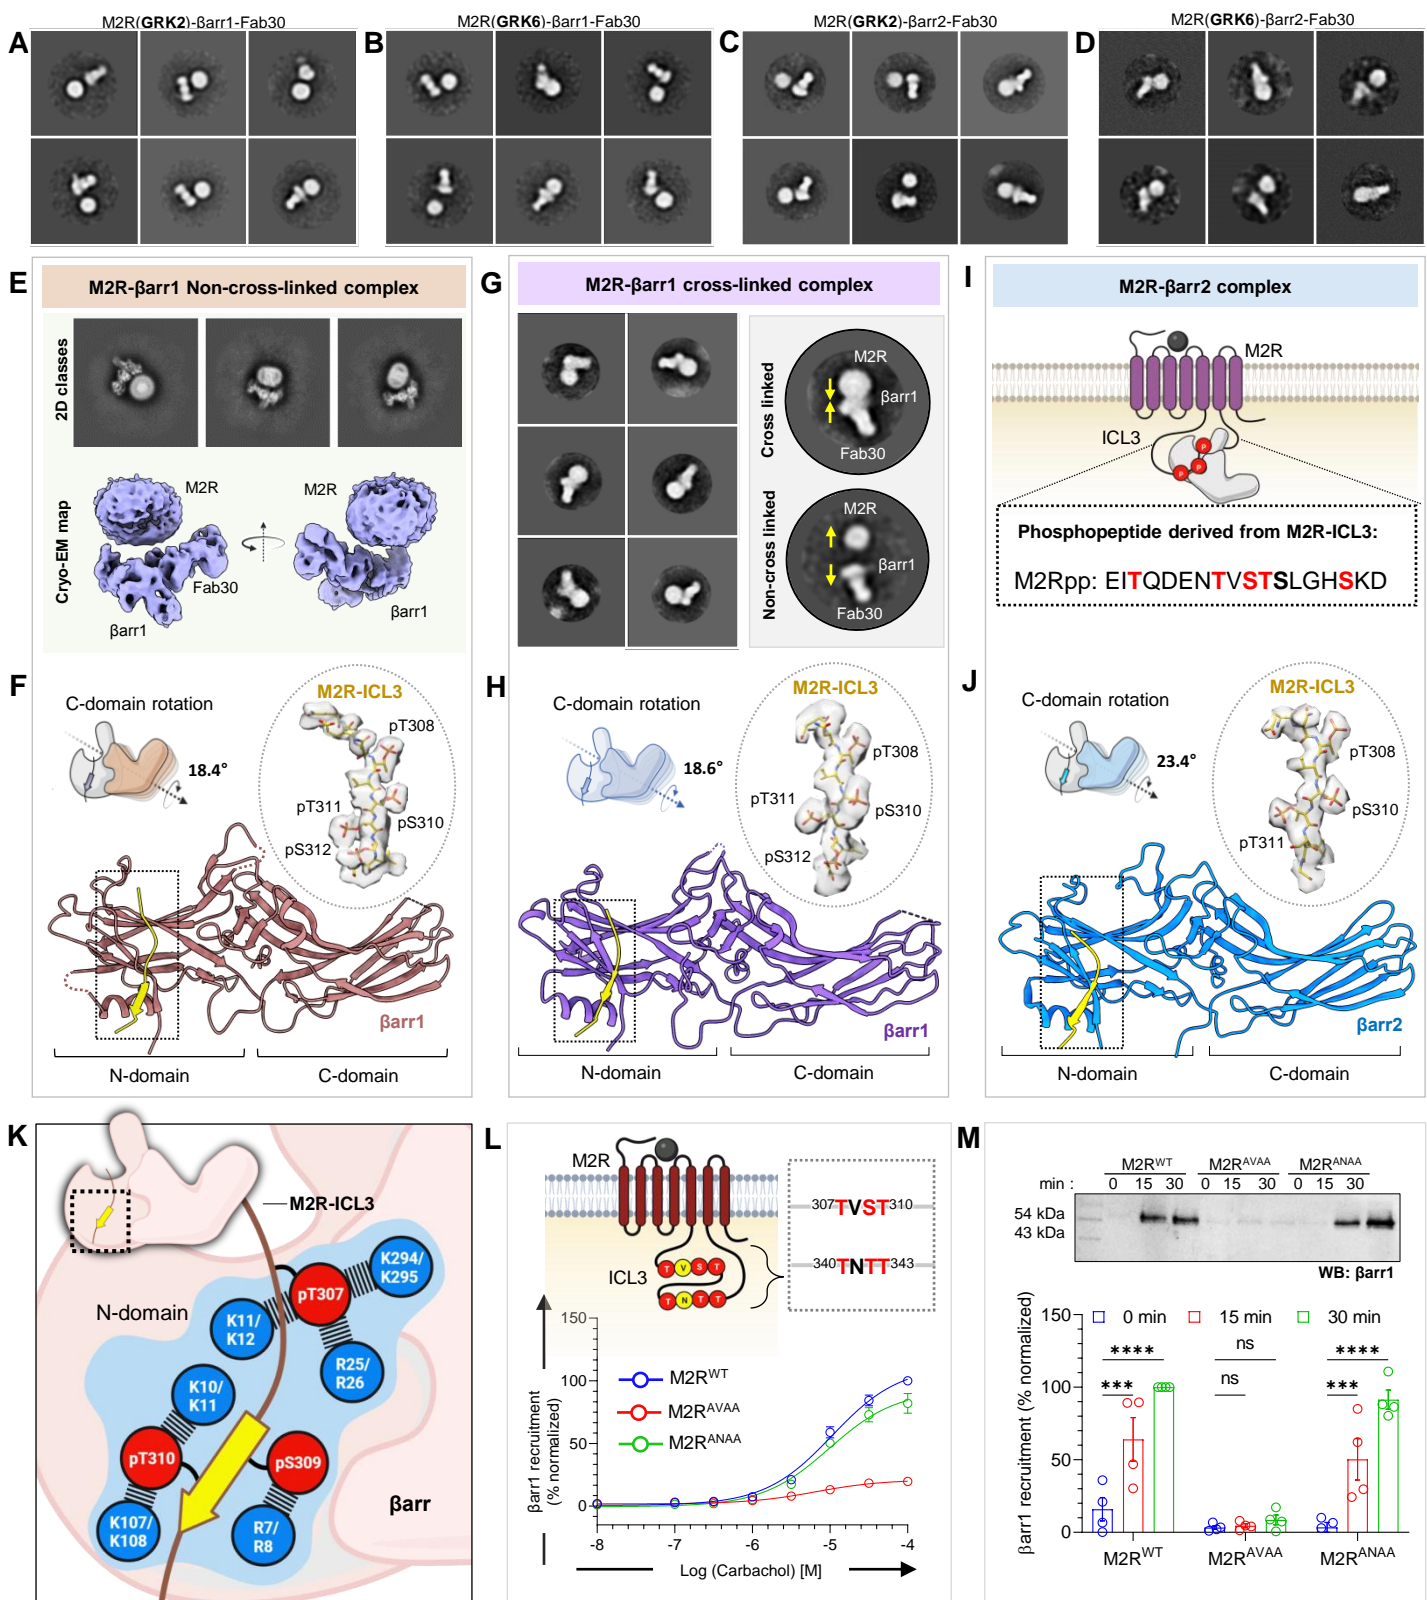 A
M2R(GRK2)-βarr1-Fab30
B
M2R(GRK6)-βarr1-Fab30
C
M2R(GRK2)-βarr2-Fab30
D
M2R(GRK6)-βarr2-Fab30
E
M2R-βarr1 Non-cross-linked complex
2D classes
Cryo-EM map
M2R
Fab30
βarr1
M2R
βarr1
G
M2R-βarr1 cross-linked complex
Cross linked
M2R
βarr1
Fab30
Non-cross linked
M2R
βarr1
Fab30
I
M2R-βarr2 complex
M2R
ICL3
P
P
P
Phosphopeptide derived from M2R-ICL3:
M2Rpp: EITQDENTVSTSLGHSKD
F
C-domain rotation
18.4°
M2R-ICL3
pT308
pT311
pS310
pS312
βarr1
N-domain
C-domain
H
C-domain rotation
18.6°
M2R-ICL3
pT308
pT311
pS310
pS312
βarr1
N-domain
C-domain
J
C-domain rotation
23.4°
M2R-ICL3
pT308
pS310
pT311
βarr2
N-domain
C-domain
K
M2R-ICL3
N-domain
K294/
K295
pT307
K11/
K12
R25/
R26
K10/
K11
pT310
pS309
K107/
K108
R7/
R8
βarr
L
M2R
ICL3
T V S T
T N T T
307TVST310
340TNTT343
βarr1 recruitment
(% normalized)
150
100
50
0
M2RWT
M2RAVAA
M2RANAA
-8 -7 -6 -5 -4
Log (Carbachol) [M]
M
M2RWT M2RAVAA M2RANAA
min : 0 15 30 0 15 30 0 15 30
54 kDa
43 kDa
WB: βarr1
βarr1 recruitment (% normalized)
150
100
50
0
0 min 15 min 30 min
**** ns ****
*** ns ***
M2RWT M2RAVAA M2RANAA